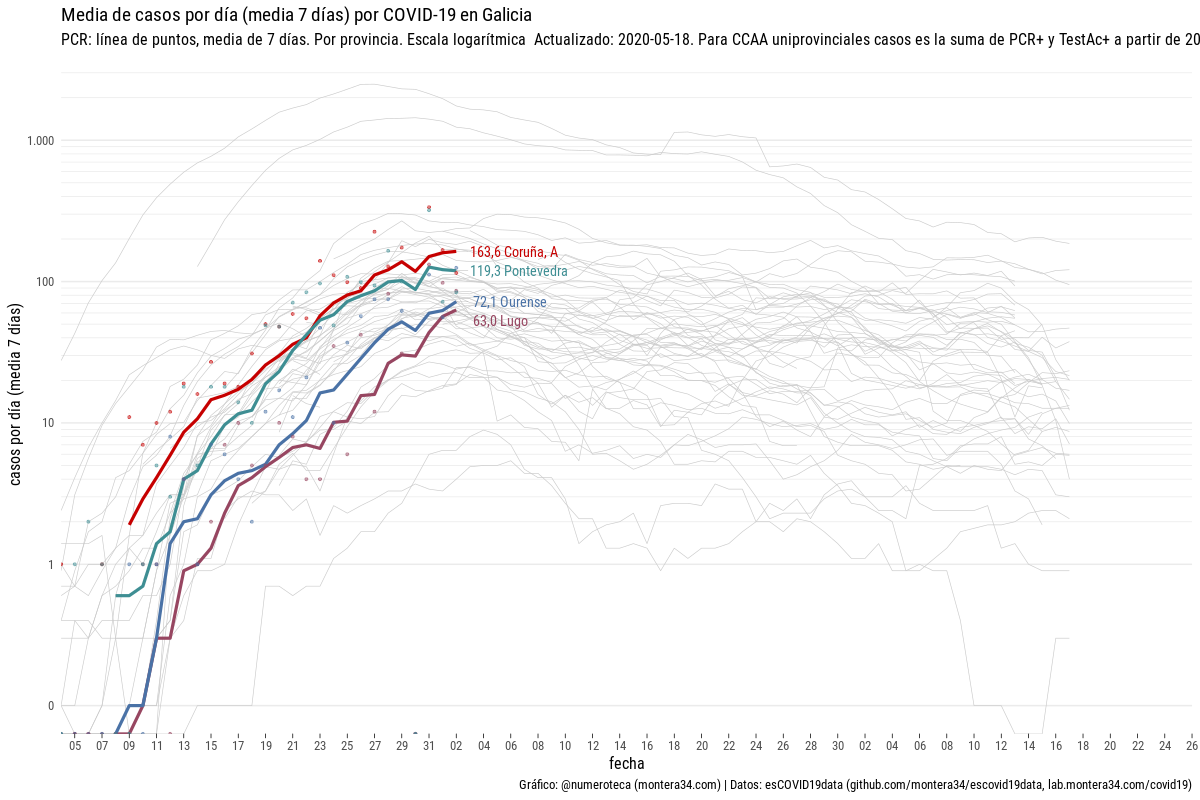 Media de casos por día (media 7 días) por COVID-19 en Galicia
PCR: línea de puntos, media de 7 días. Por provincia. Escala logarítmica  Actualizado: 2020-05-18. Para CCAA uniprovinciales casos es la suma de PCR+ y TestAc+ a partir de 20
casos por día (media 7 días)
1.000
100
10
1
0
163,6 Coruña, A
119,3 Pontevedra
72,1 Ourense
63,0 Lugo
05 07 09 11 13 15 17 19 21 23 25 27 29 31 02 04 06 08 10 12 14 16 18 20 22 24 26 28 30 02 04 06 08 10 12 14 16 18 20 22 24 26
fecha
Gráfico: @numeroteca (montera34.com) | Datos: esCOVID19data (github.com/montera34/escovid19data, lab.montera34.com/covid19)